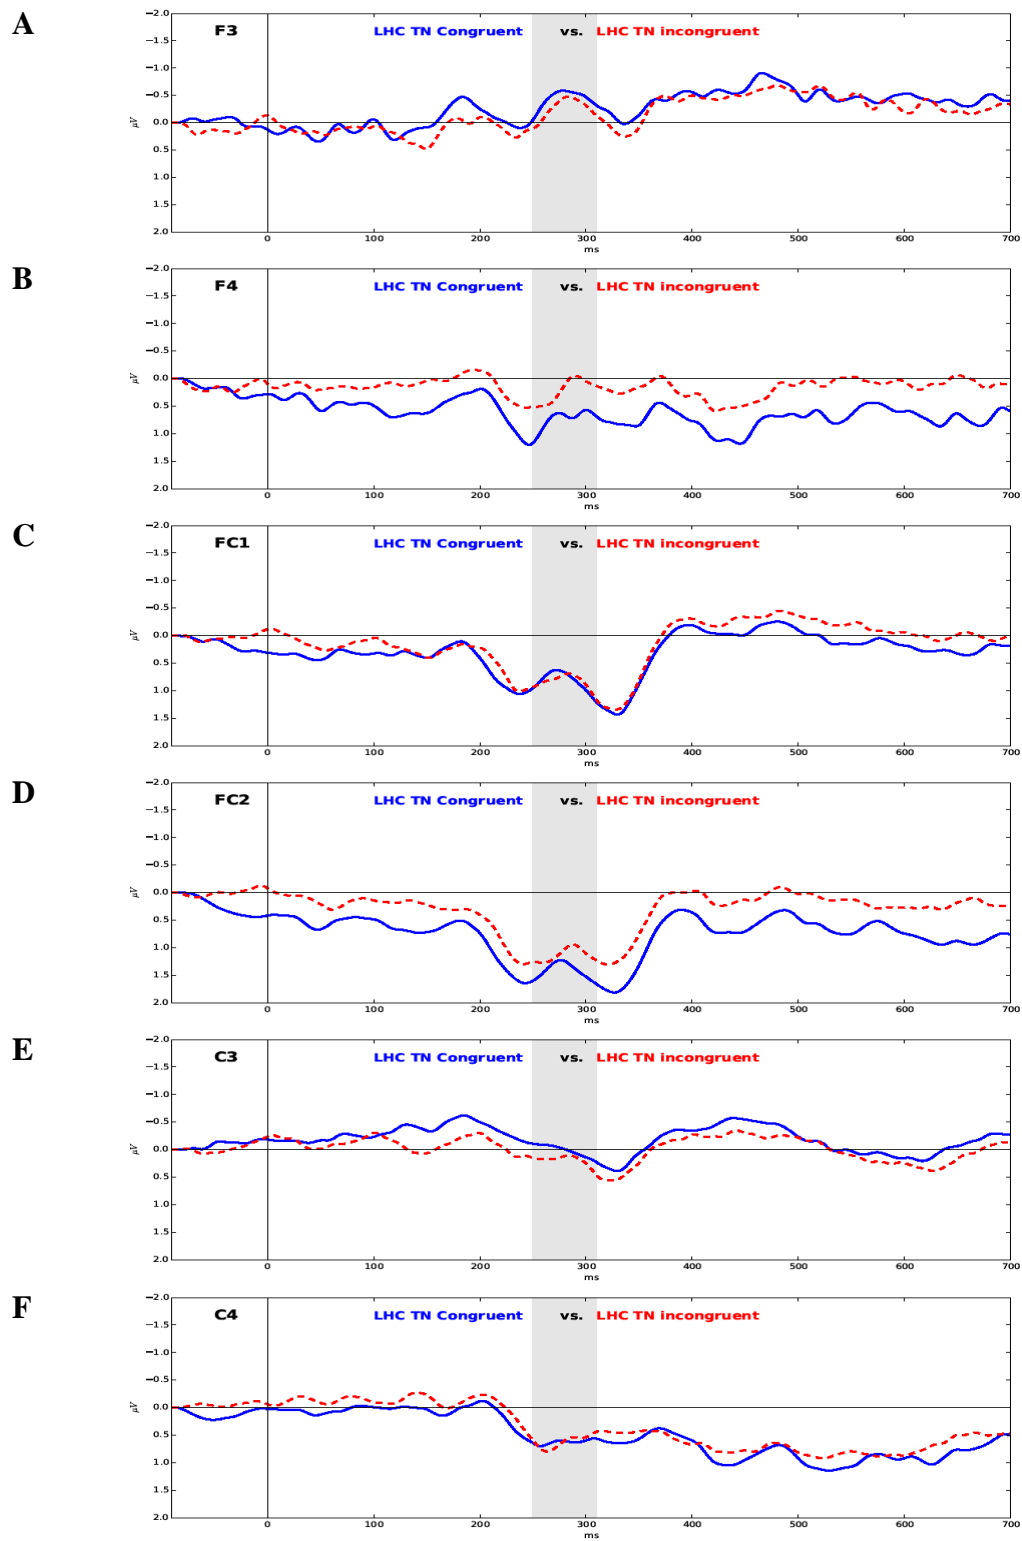 A
F3 LHC TN Congruent vs. LHC TN incongruent
−2.0
−1.5
−1.0
−0.5
0.0
0.5
1.0
1.5
2.0
μV
0 100 200 300 400 500 600 700
ms
B
F4 LHC TN Congruent vs. LHC TN incongruent
−2.0
−1.5
−1.0
−0.5
0.0
0.5
1.0
1.5
2.0
μV
0 100 200 300 400 500 600 700
ms
C
FC1 LHC TN Congruent vs. LHC TN incongruent
−2.0
−1.5
−1.0
−0.5
0.0
0.5
1.0
1.5
2.0
μV
0 100 200 300 400 500 600 700
ms
D
FC2 LHC TN Congruent vs. LHC TN incongruent
−2.0
−1.5
−1.0
−0.5
0.0
0.5
1.0
1.5
2.0
μV
0 100 200 300 400 500 600 700
ms
E
C3 LHC TN Congruent vs. LHC TN incongruent
−2.0
−1.5
−1.0
−0.5
0.0
0.5
1.0
1.5
2.0
μV
0 100 200 300 400 500 600 700
ms
F
C4 LHC TN Congruent vs. LHC TN incongruent
−2.0
−1.5
−1.0
−0.5
0.0
0.5
1.0
1.5
2.0
μV
0 100 200 300 400 500 600 700
ms